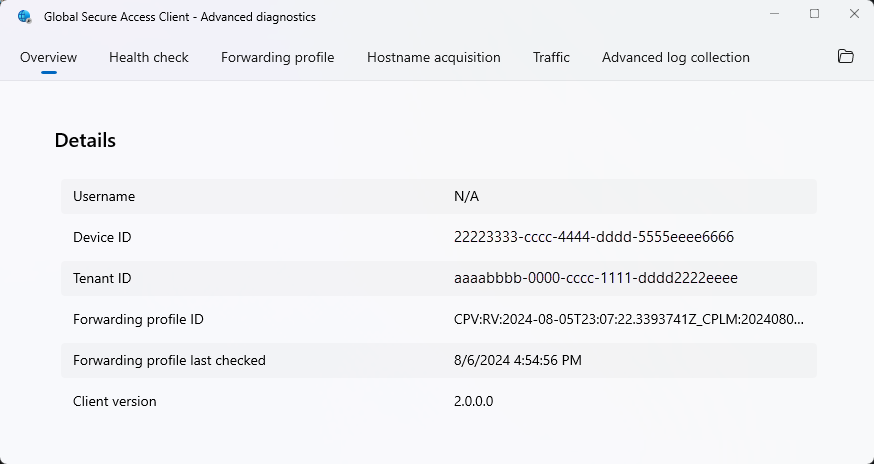 Global Secure Access Client - Advanced diagnostics
Overview Health check Forwarding profile Hostname acquisition Traffic Advanced log collection
Details
Username N/A
Device ID 22223333-cccc-4444-dddd-5555eeee6666
Tenant ID aaaabbbb-0000-cccc-1111-dddd2222eeee
Forwarding profile ID CPV:RV:2024-08-05T23:07:22.3393741Z_CPLM:2024080...
Forwarding profile last checked 8/6/2024 4:54:56 PM
Client version 2.0.0.0